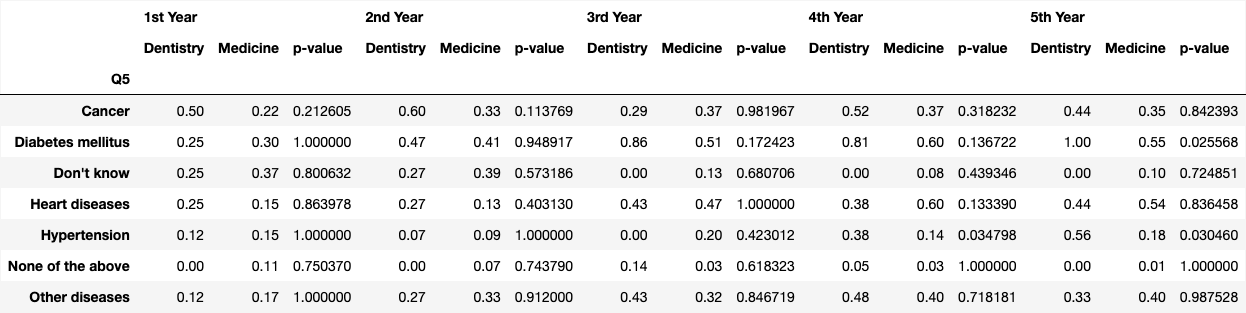 1st Year 2nd Year 3rd Year 4th Year 5th Year
Dentistry Medicine p-value Dentistry Medicine p-value Dentistry Medicine p-value Dentistry Medicine p-value Dentistry Medicine p-value
Q5
Cancer 0.50 0.22 0.212605 0.60 0.33 0.113769 0.29 0.37 0.981967 0.52 0.37 0.318232 0.44 0.35 0.842393
Diabetes mellitus 0.25 0.30 1.000000 0.47 0.41 0.948917 0.86 0.51 0.172423 0.81 0.60 0.136722 1.00 0.55 0.025568
Don't know 0.25 0.37 0.800632 0.27 0.39 0.573186 0.00 0.13 0.680706 0.00 0.08 0.439346 0.00 0.10 0.724851
Heart diseases 0.25 0.15 0.863978 0.27 0.13 0.403130 0.43 0.47 1.000000 0.38 0.60 0.133390 0.44 0.54 0.836458
Hypertension 0.12 0.15 1.000000 0.07 0.09 1.000000 0.00 0.20 0.423012 0.38 0.14 0.034798 0.56 0.18 0.030460
None of the above 0.00 0.11 0.750370 0.00 0.07 0.743790 0.14 0.03 0.618323 0.05 0.03 1.000000 0.00 0.01 1.000000
Other diseases 0.12 0.17 1.000000 0.27 0.33 0.912000 0.43 0.32 0.846719 0.48 0.40 0.718181 0.33 0.40 0.987528